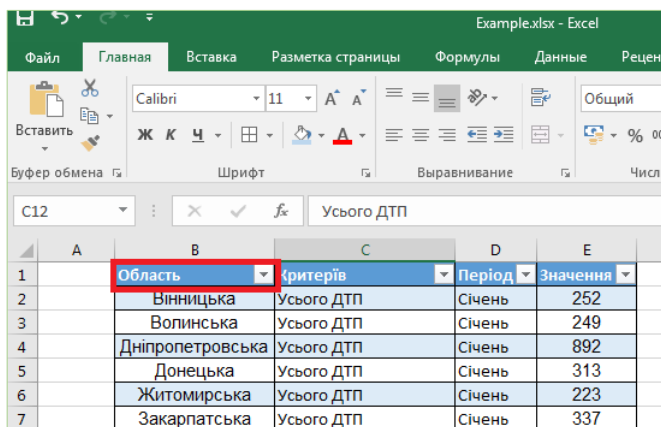 Example.xlsx - Excel
Файл Главная Вставка Разметка страницы Формулы Данные Рецен
Calibri 11 Общий
Вставить Ж К Ч %
Буфер обмена Шрифт Выравнивание Числ
C12 fx Усього ДТП
A B C D E
1 Область Критерїв Період Значення
2 Вінницька Усього ДТП Січень 252
3 Волинська Усього ДТП Січень 249
4 Дніпропетровська Усього ДТП Січень 892
5 Донецька Усього ДТП Січень 313
6 Житомирська Усього ДТП Січень 223
7 Закарпатська Усього ДТП Січень 337